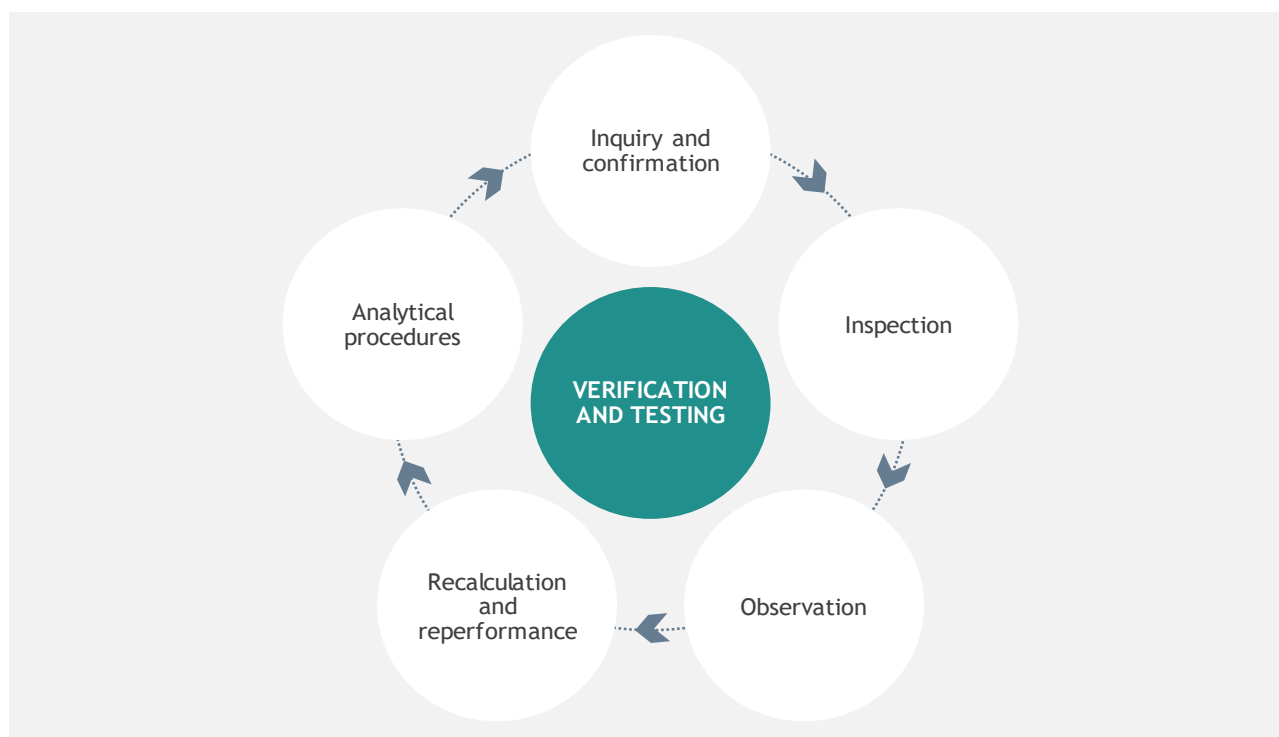 Inquiry and
confirmation
Inspection
Observation
Recalculation
and
reperformance
Analytical
procedures
VERIFICATION
AND TESTING